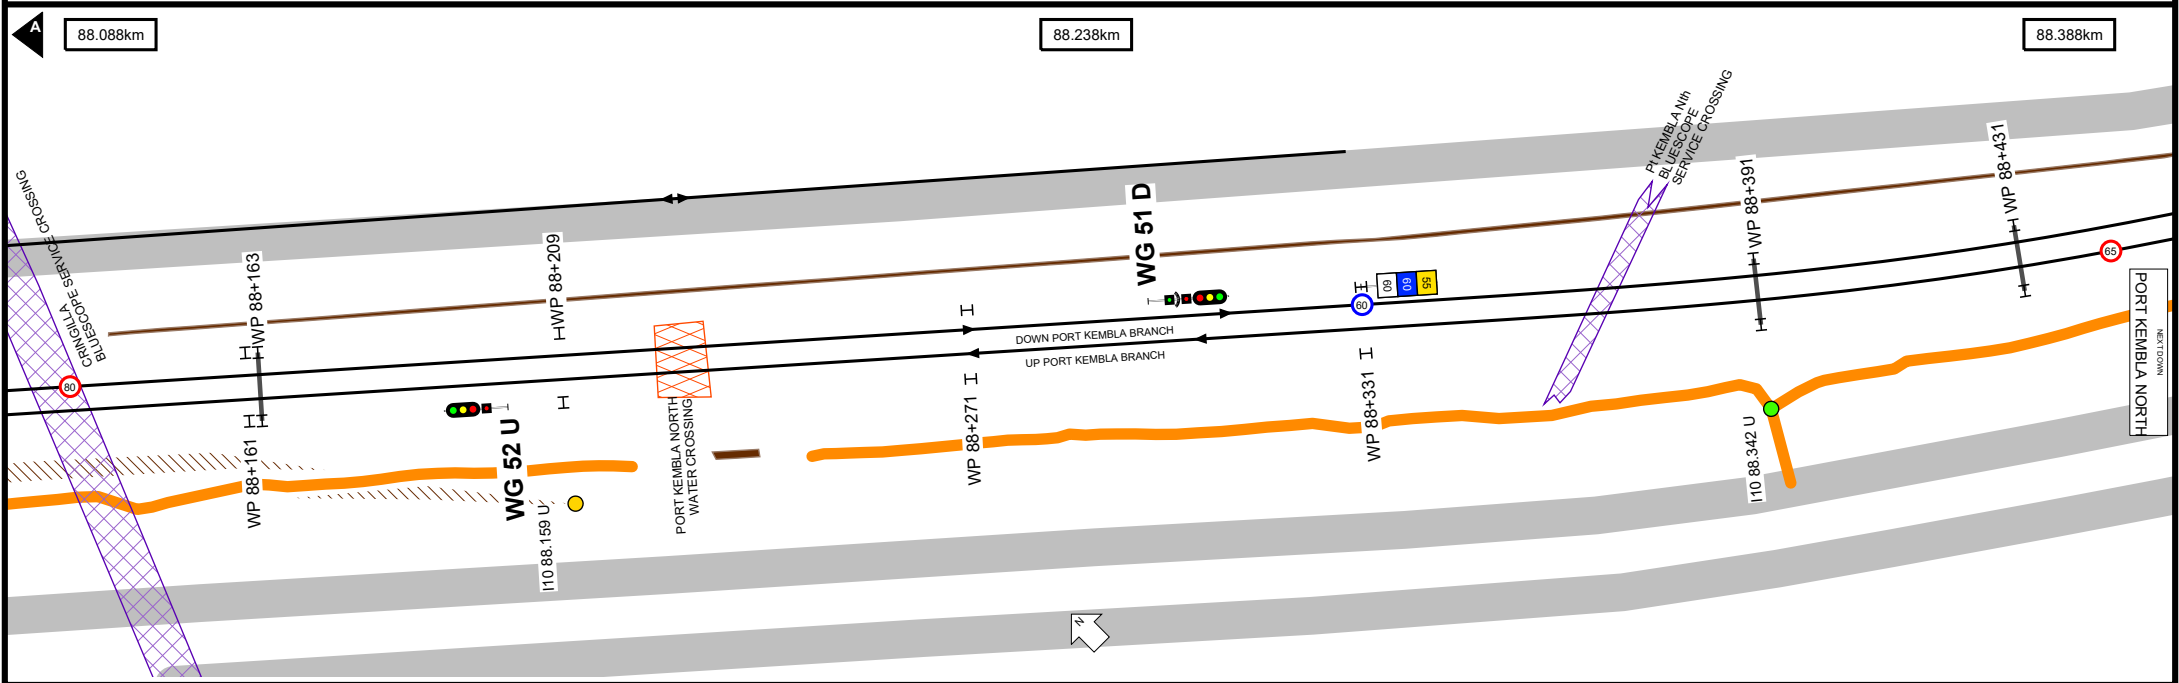 A
88.088km
88.238km
88.388km
CRINGILLA
BLUESCOPE SERVICE CROSSING
80
WP 88+163
WP 88+161
WG 52 U
WP 88+209
I10 88.159 U
PORT KEMBLA NORTH
WATER CROSSING
WP 88+271
DOWN PORT KEMBLA BRANCH
UP PORT KEMBLA BRANCH
WG 51 D
60
60
60
55
WP 88+331
Pt KEMBLA Nth
BLUESCOPE
SERVICE CROSSING
WP 88+391
I10 88.342 U
WP 88+431
65
PORT KEMBLA NORTH
NEXT DOWN
N